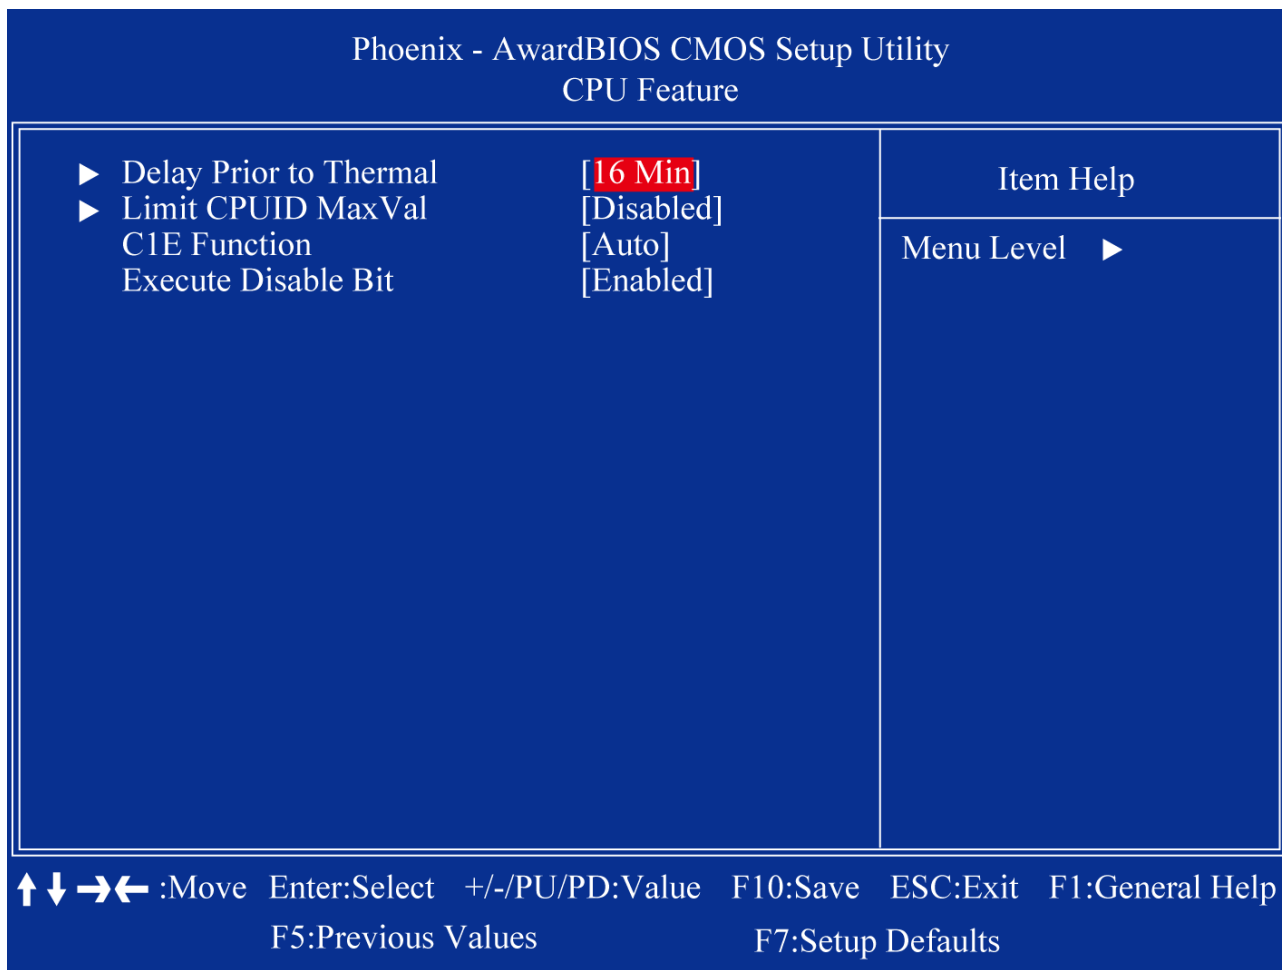 Phoenix - AwardBIOS CMOS Setup Utility
CPU Feature
▶ Delay Prior to Thermal [16 Min]
▶ Limit CPUID MaxVal [Disabled]
C1E Function [Auto]
Execute Disable Bit [Enabled]
Item Help
Menu Level ▶
↑↓→← :Move Enter:Select +/-/PU/PD:Value F10:Save ESC:Exit F1:General Help
F5:Previous Values F7:Setup Defaults